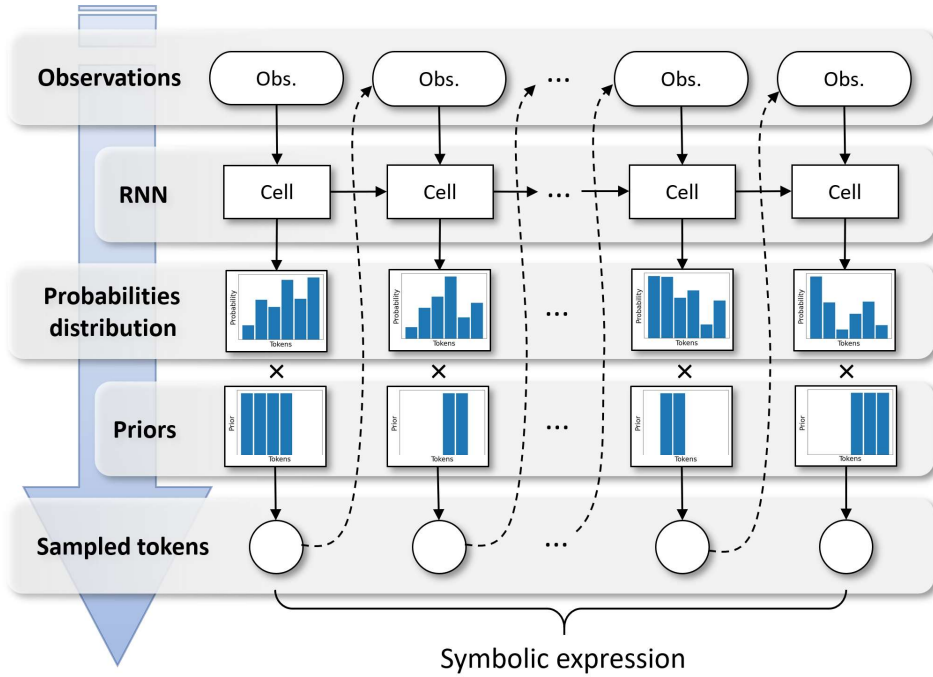 Observations
Obs.
Obs.
...
Obs.
Obs.
RNN
Cell
Cell
...
Cell
Cell
Probabilities
distribution
Probability
Tokens
Probability
Tokens
...
Probability
Tokens
Probability
Tokens
×
×
×
×
Priors
Prior
Tokens
Prior
Tokens
...
Prior
Tokens
Prior
Tokens
Sampled tokens
...
Symbolic expression